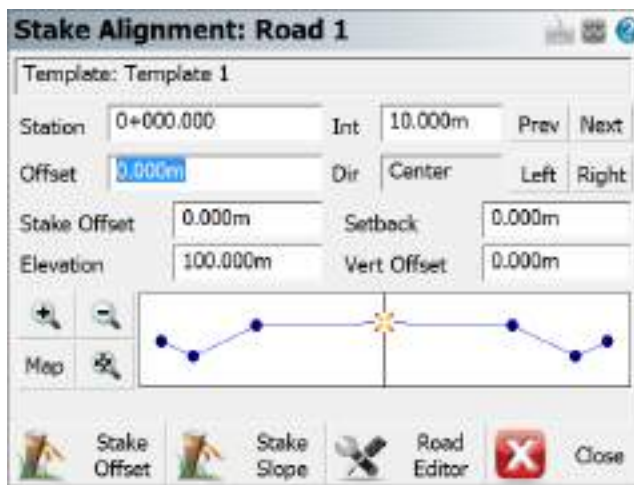 Stake Alignment: Road 1
Template: Template 1
Station 0+000.000 Int 10.000m Prev Next
Offset 0.000m Dir Center Left Right
Stake Offset 0.000m Setback 0.000m
Elevation 100.000m Vert Offset 0.000m
Map
Stake Offset Stake Slope Road Editor Close